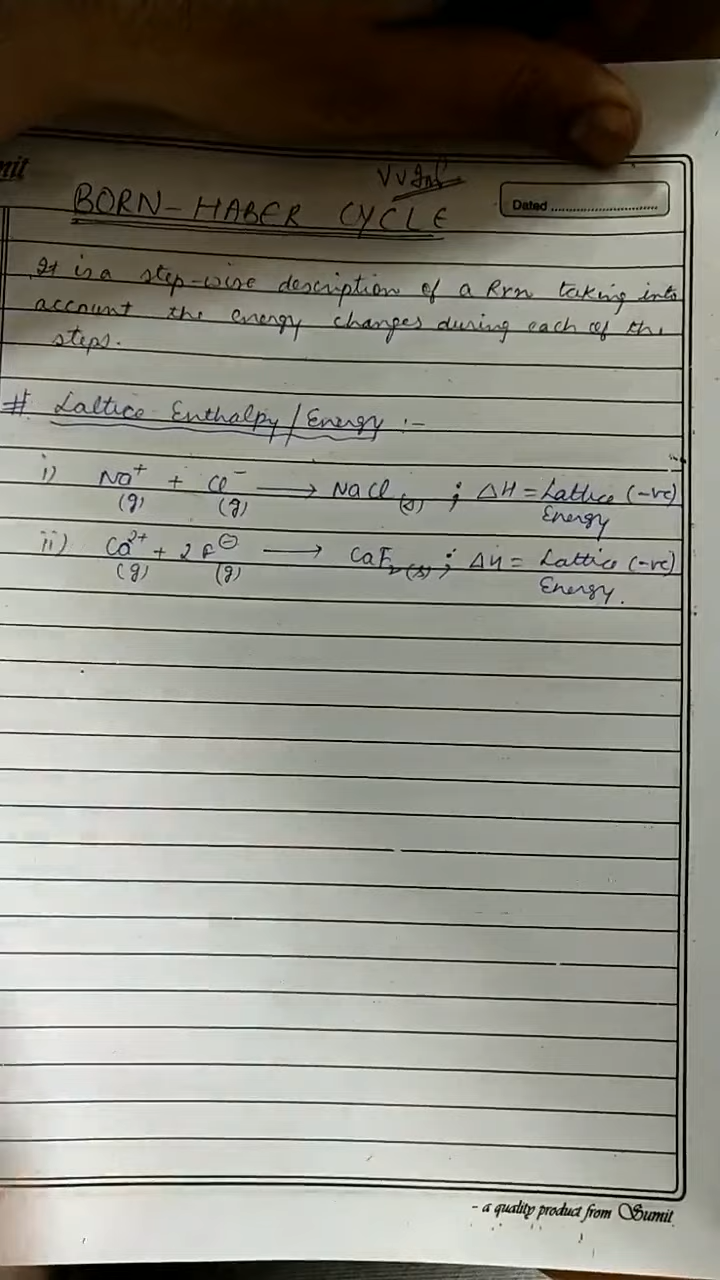 VVImp
BORN-HABER CYCLE
Dated
It is a step-wise description of a Rxn taking into
account the energy changes during each of the
steps.
# Lattice Enthalpy/Energy :-
i) Na⁺(g) + Cl⁻(g) ⟶ NaCl(s) ; ΔH = Lattice Energy (-ve)
ii) Ca²⁺(g) + 2F⊖(g) ⟶ CaF₂(s) ; ΔH = Lattice Energy (-ve).
- a quality product from Sumit